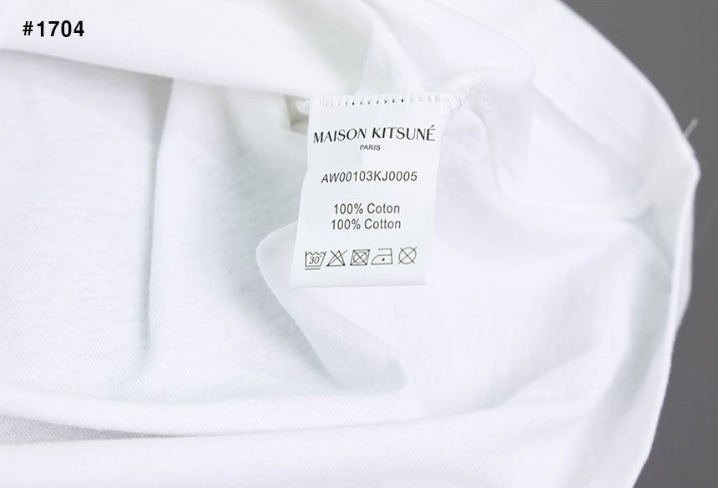 #1704
MAISON KITSUNÉ
PARIS
AW00103KJ0005
100% Coton
100% Cotton
30°